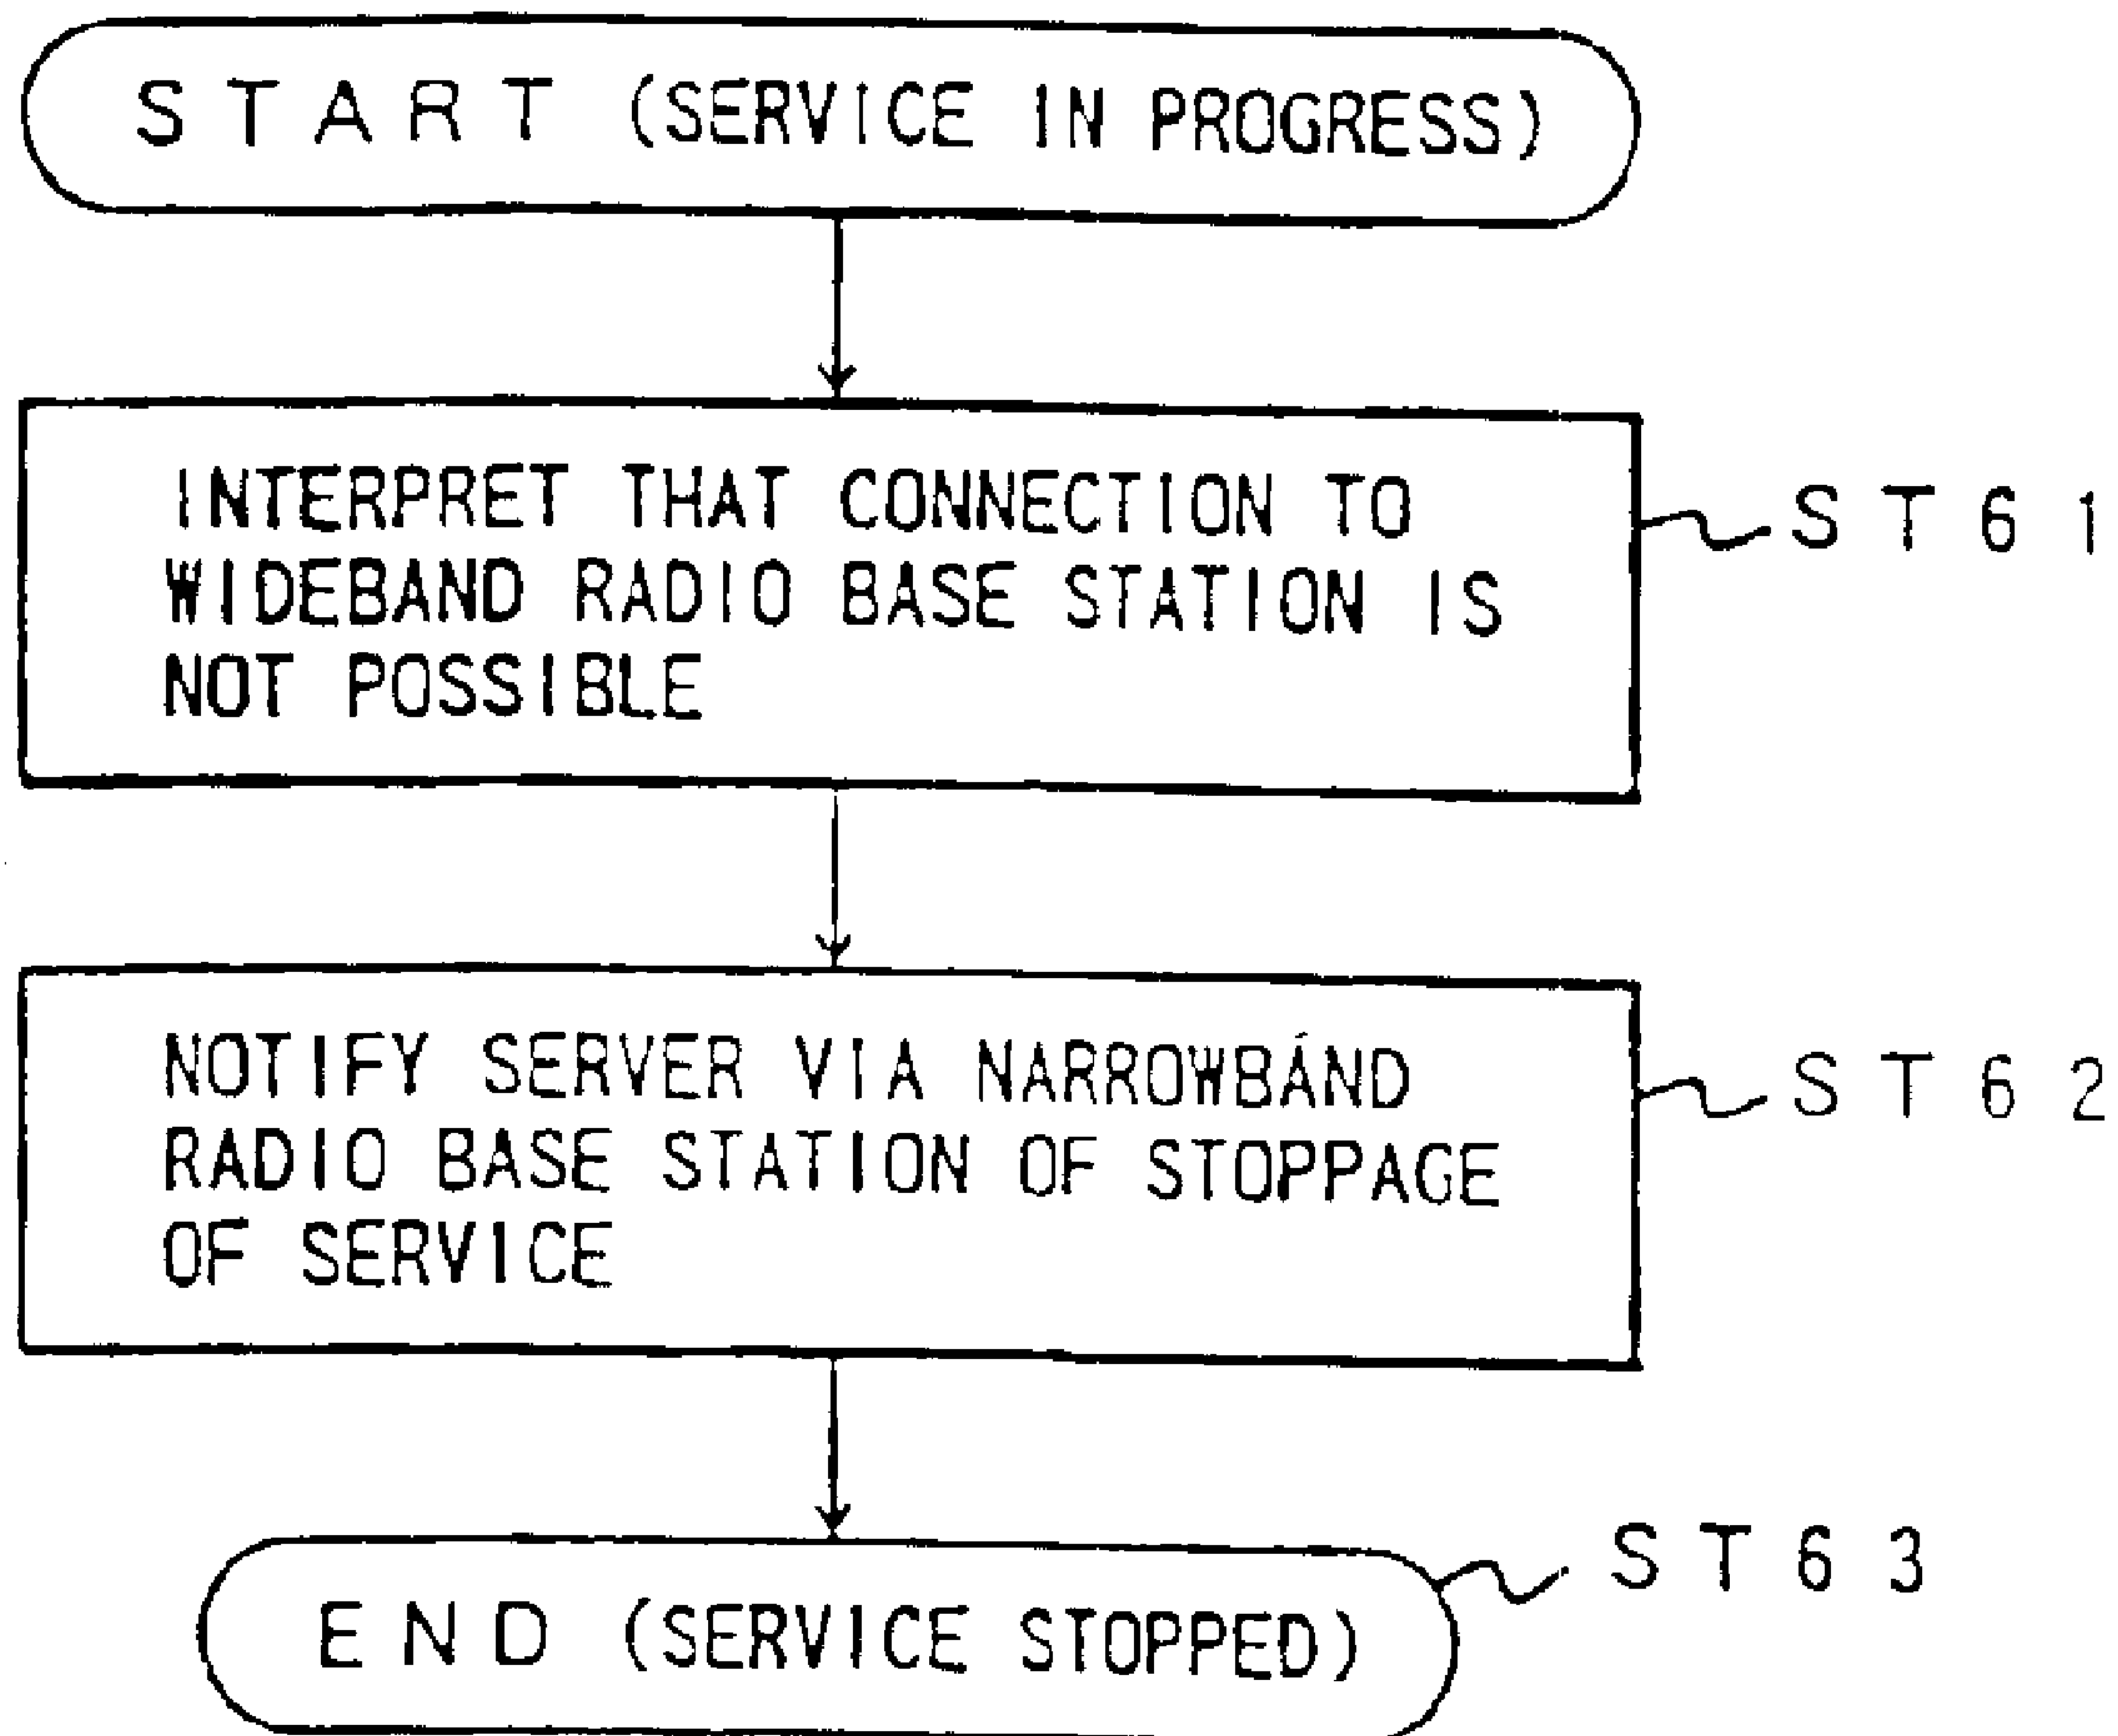 START (SERVICE IN PROGRESS)
INTERPRET THAT CONNECTION TO
WIDEBAND RADIO BASE STATION IS
NOT POSSIBLE
ST61
NOTIFY SERVER VIA NARROWBAND
RADIO BASE STATION OF STOPPAGE
OF SERVICE
ST62
ST63
END (SERVICE STOPPED)